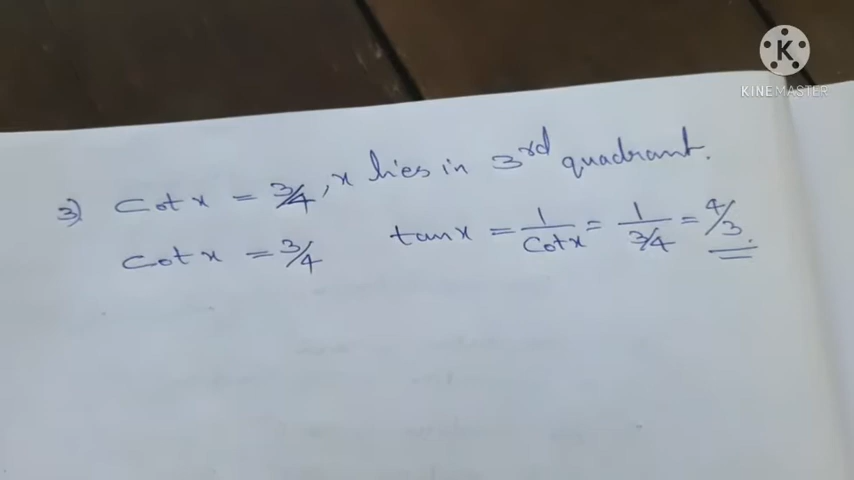 KINEMASTER
3) Cot x = 3/4, x lies in 3rd quadrant.
Cot x = 3/4 tan x = 1/Cot x = 1/3/4 = 4/3.